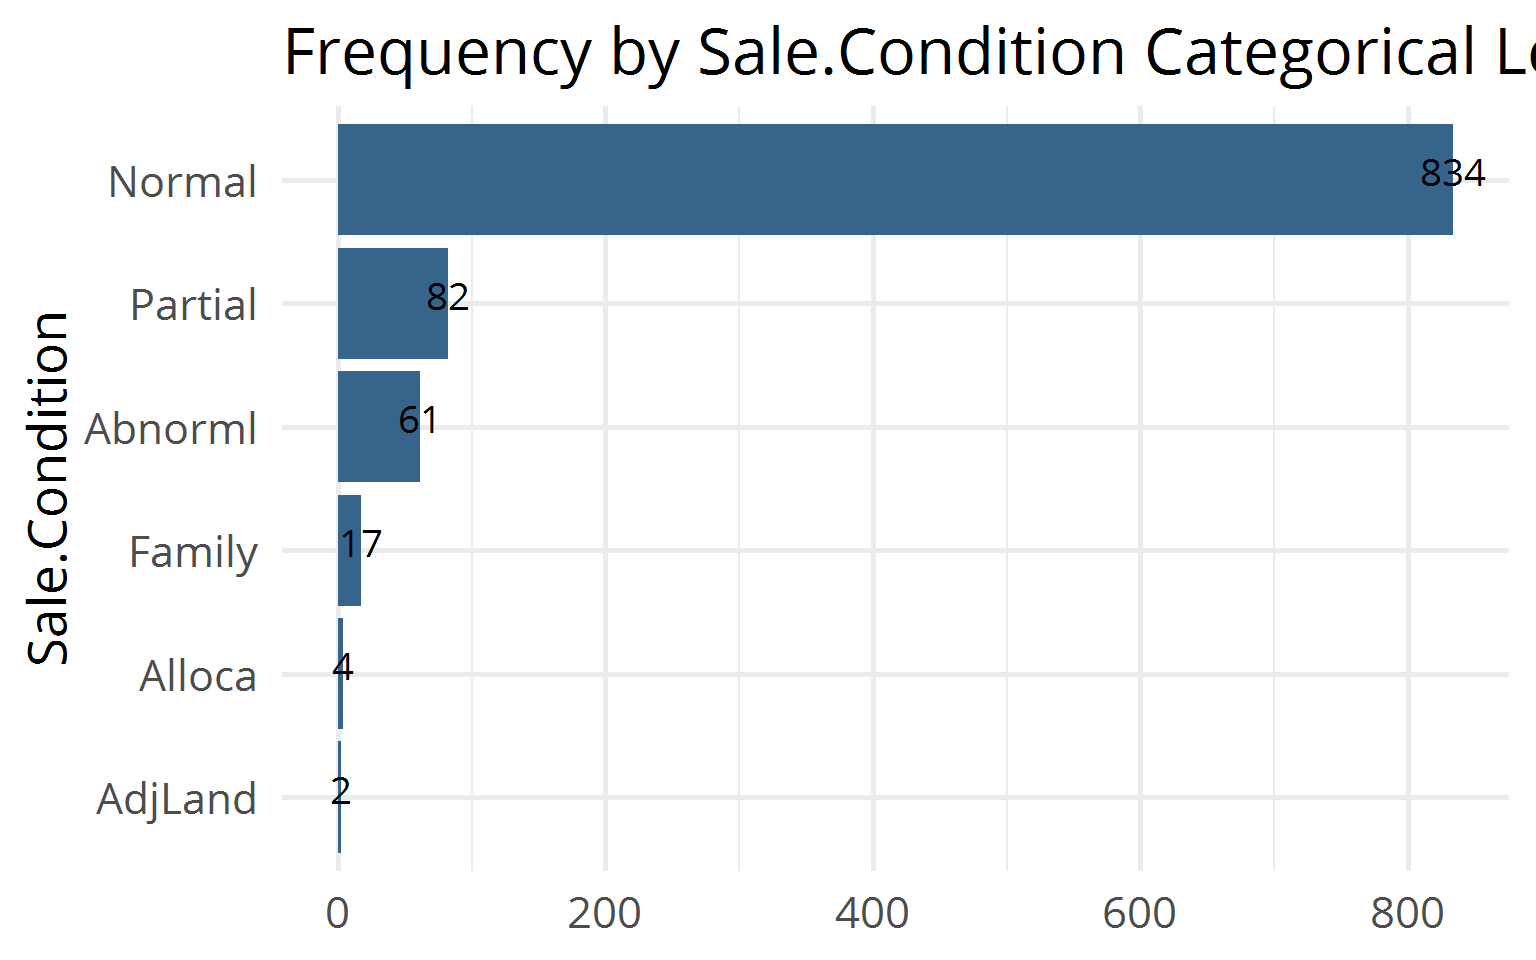 Frequency by Sale.Condition Categorical
Normal
834
Partial
82
Abnorml
61
Family
17
Alloca
4
AdjLand
2
Sale.Condition
0 200 400 600 800